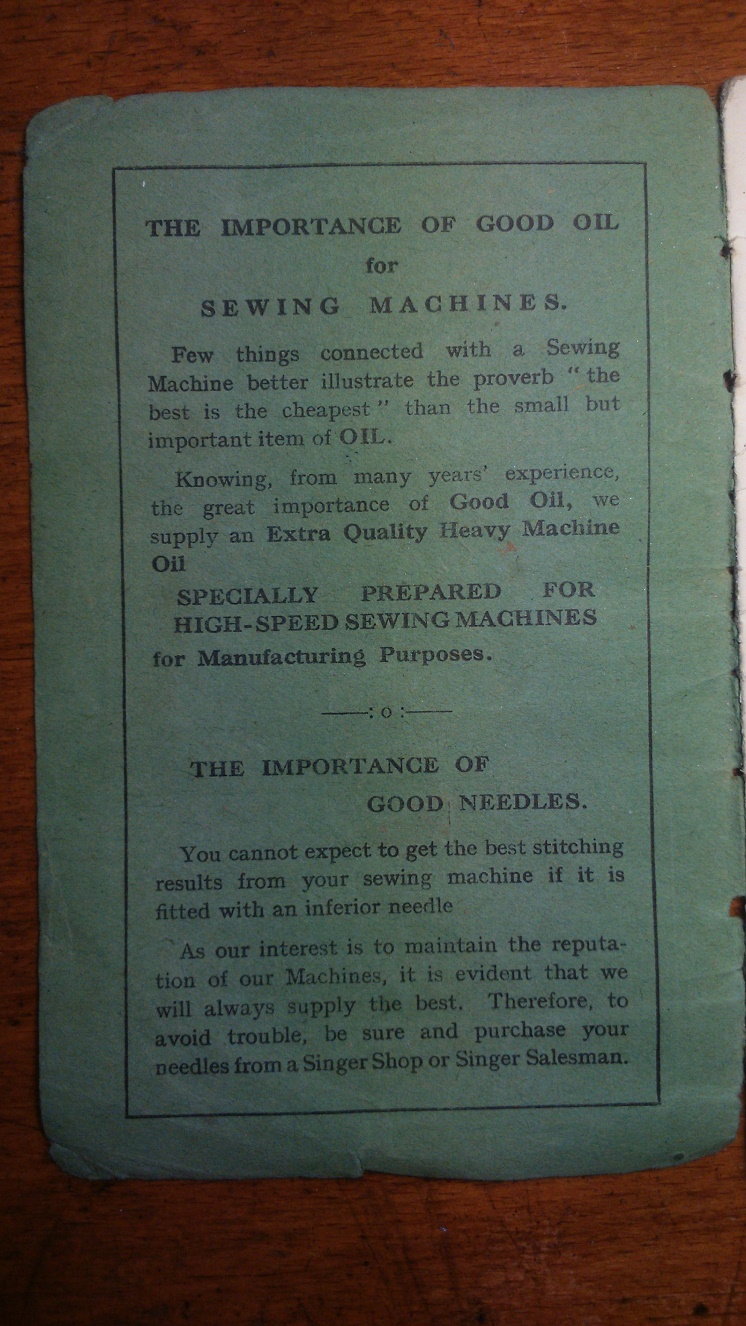 THE IMPORTANCE OF GOOD OIL
for
SEWING MACHINES.
Few things connected with a Sewing
Machine better illustrate the proverb “the
best is the cheapest” than the small but
important item of OIL.
Knowing, from many years’ experience,
the great importance of Good Oil, we
supply an Extra Quality Heavy Machine
Oil
SPECIALLY PREPARED FOR
HIGH-SPEED SEWING MACHINES
for Manufacturing Purposes.
——: o :——
THE IMPORTANCE OF
GOOD NEEDLES.
You cannot expect to get the best stitching
results from your sewing machine if it is
fitted with an inferior needle
As our interest is to maintain the reputa-
tion of our Machines, it is evident that we
will always supply the best. Therefore, to
avoid trouble, be sure and purchase your
needles from a Singer Shop or Singer Salesman.